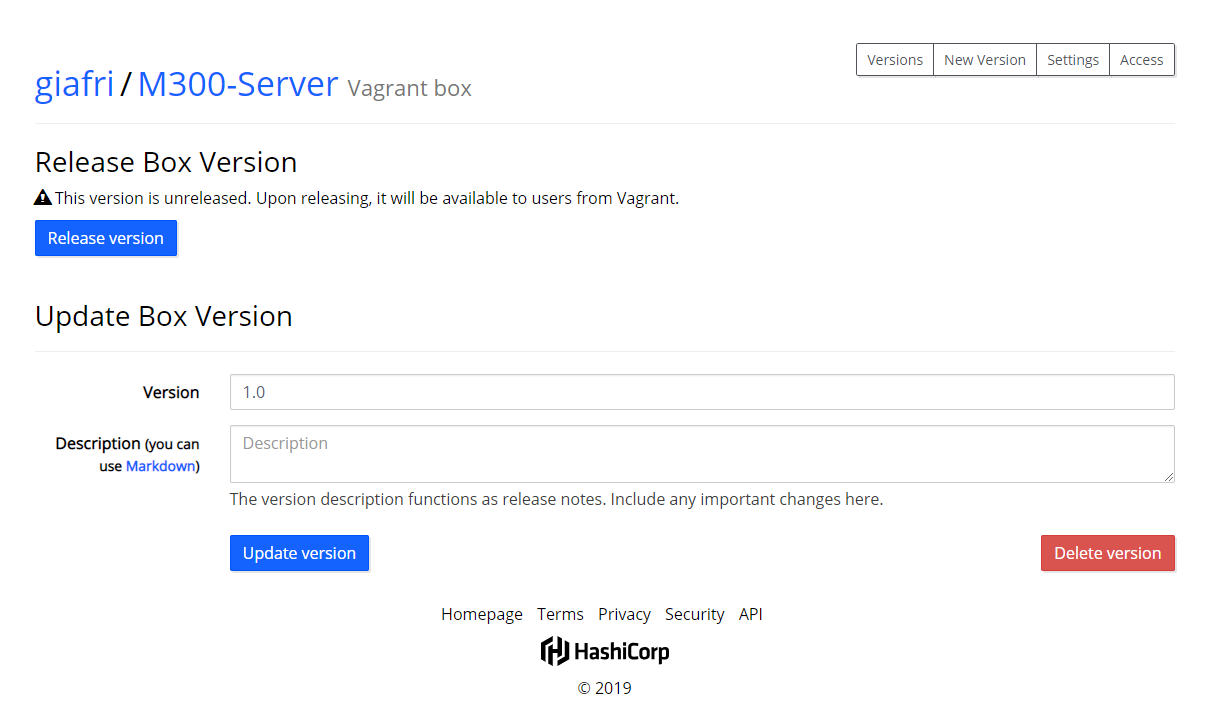 giafri / M300-Server Vagrant box
Versions New Version Settings Access
Release Box Version
This version is unreleased. Upon releasing, it will be available to users from Vagrant.
Release version
Update Box Version
Version 1.0
Description (you can
use Markdown)
Description
The version description functions as release notes. Include any important changes here.
Update version Delete version
Homepage Terms Privacy Security API
HashiCorp
© 2019